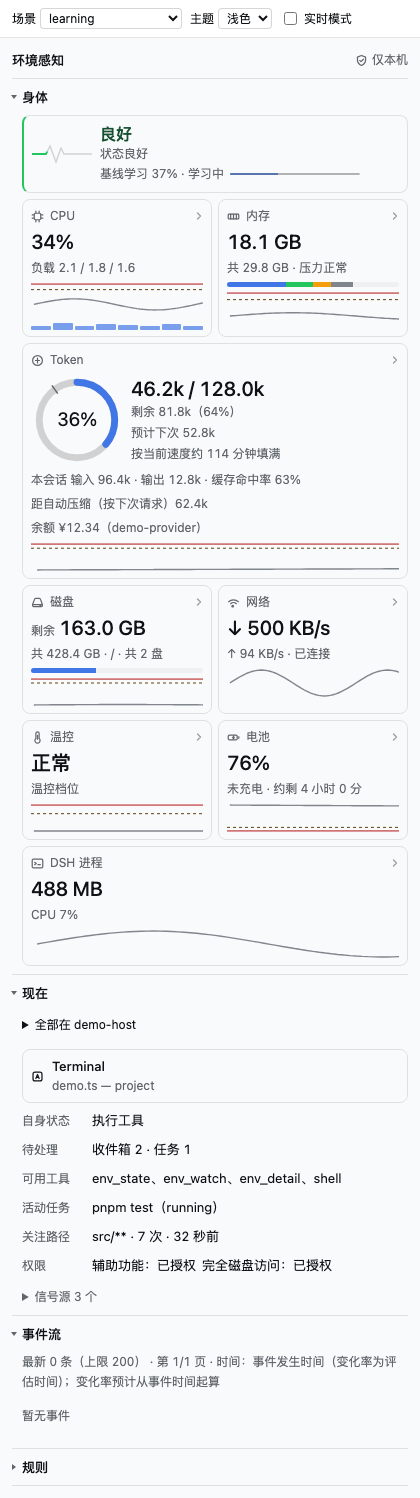 场景 learning 主题 浅色 实时模式
环境感知 仅本机
身体
良好
状态良好
基线学习 37% · 学习中
CPU
34%
负载 2.1 / 1.8 / 1.6
内存
18.1 GB
共 29.8 GB · 压力正常
Token
36%
46.2k / 128.0k
剩余 81.8k（64%）
预计下次 52.8k
按当前速度约 114 分钟填满
本会话 输入 96.4k · 输出 12.8k · 缓存命中率 63%
距自动压缩（按下次请求）62.4k
余额 ¥12.34（demo-provider）
磁盘
剩余 163.0 GB
共 428.4 GB · / · 共 2 盘
网络
↓ 500 KB/s
↑ 94 KB/s · 已连接
温控
正常
温控档位
电池
76%
未充电 · 约剩 4 小时 0 分
DSH 进程
488 MB
CPU 7%
现在
全部在 demo-host
Terminal
demo.ts — project
自身状态 执行工具
待处理 收件箱 2 · 任务 1
可用工具 env_state、env_watch、env_detail、shell
活动任务 pnpm test（running）
关注路径 src/** · 7 次 · 32 秒前
权限 辅助功能：已授权 完全磁盘访问：已授权
信号源 3 个
事件流
最新 0 条（上限 200） · 第 1/1 页 · 时间：事件发生时间（变化率为评
估时间）；变化率预计从事件时间起算
暂无事件
规则